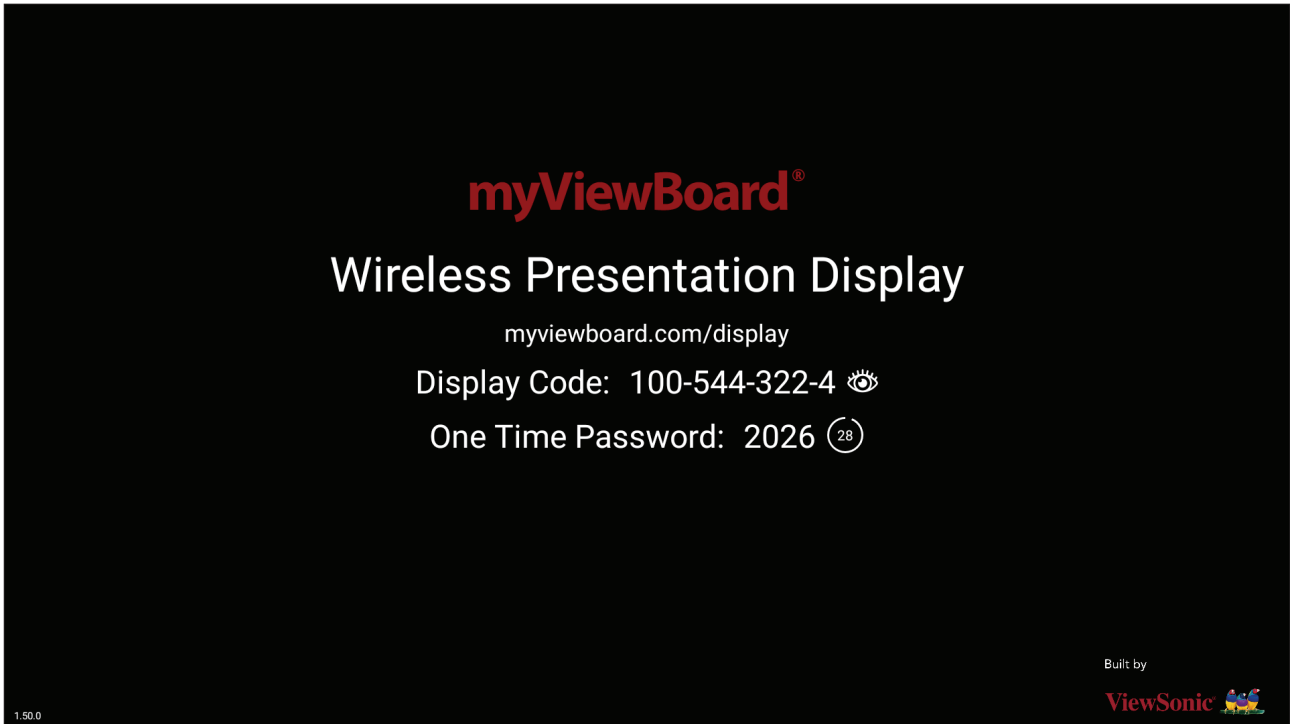 myViewBoard®
Wireless Presentation Display
myviewboard.com/display
Display Code: 100-544-322-4
One Time Password: 2026 28
Built by
ViewSonic®
1.50.0